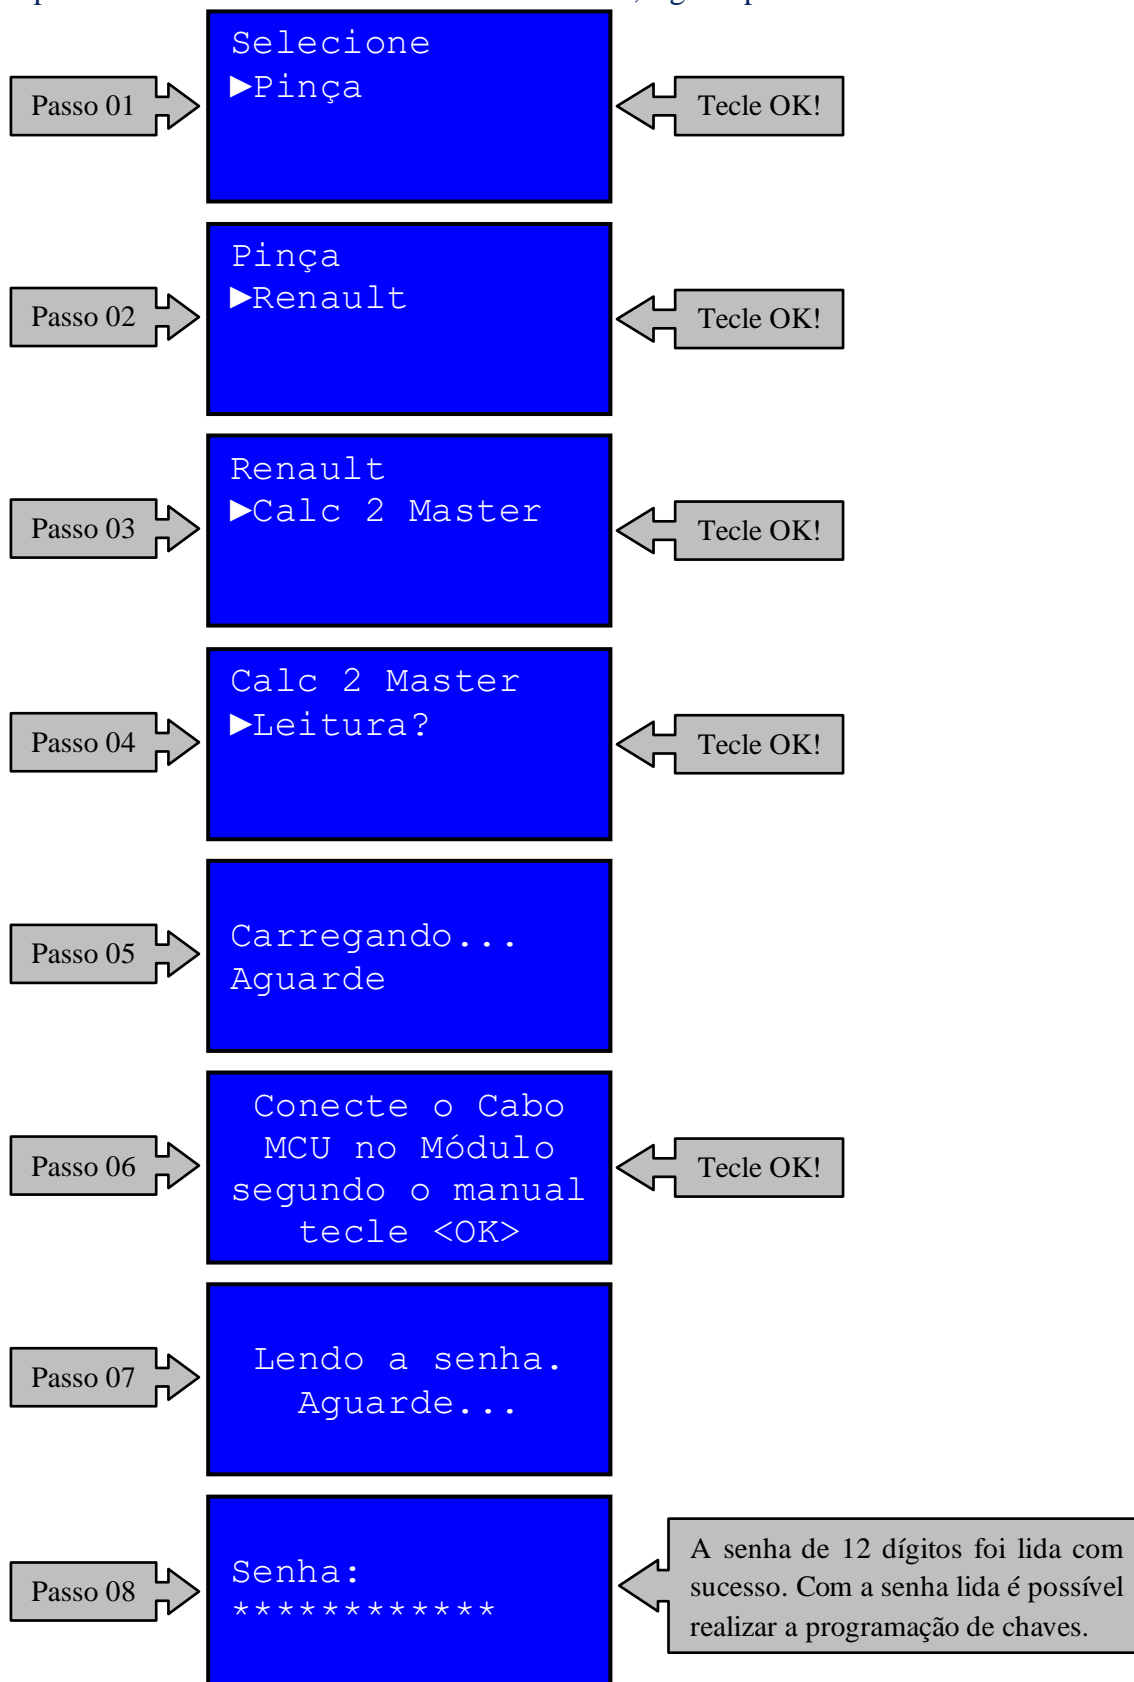 Selecione
Passo 01
►Pinça
Tecle OK!
Pinça
Passo 02
►Renault
Tecle OK!
Renault
Passo 03
►Calc 2 Master
Tecle OK!
Calc 2 Master
Passo 04
►Leitura?
Tecle OK!
Passo 05
Carregando...
Aguarde
Passo 06
Conecte o Cabo
MCU no Módulo
segundo o manual
tecle <OK>
Tecle OK!
Passo 07
Lendo a senha.
Aguarde...
Passo 08
Senha:
************
A senha de 12 dígitos foi lida com
sucesso. Com a senha lida é possível
realizar a programação de chaves.